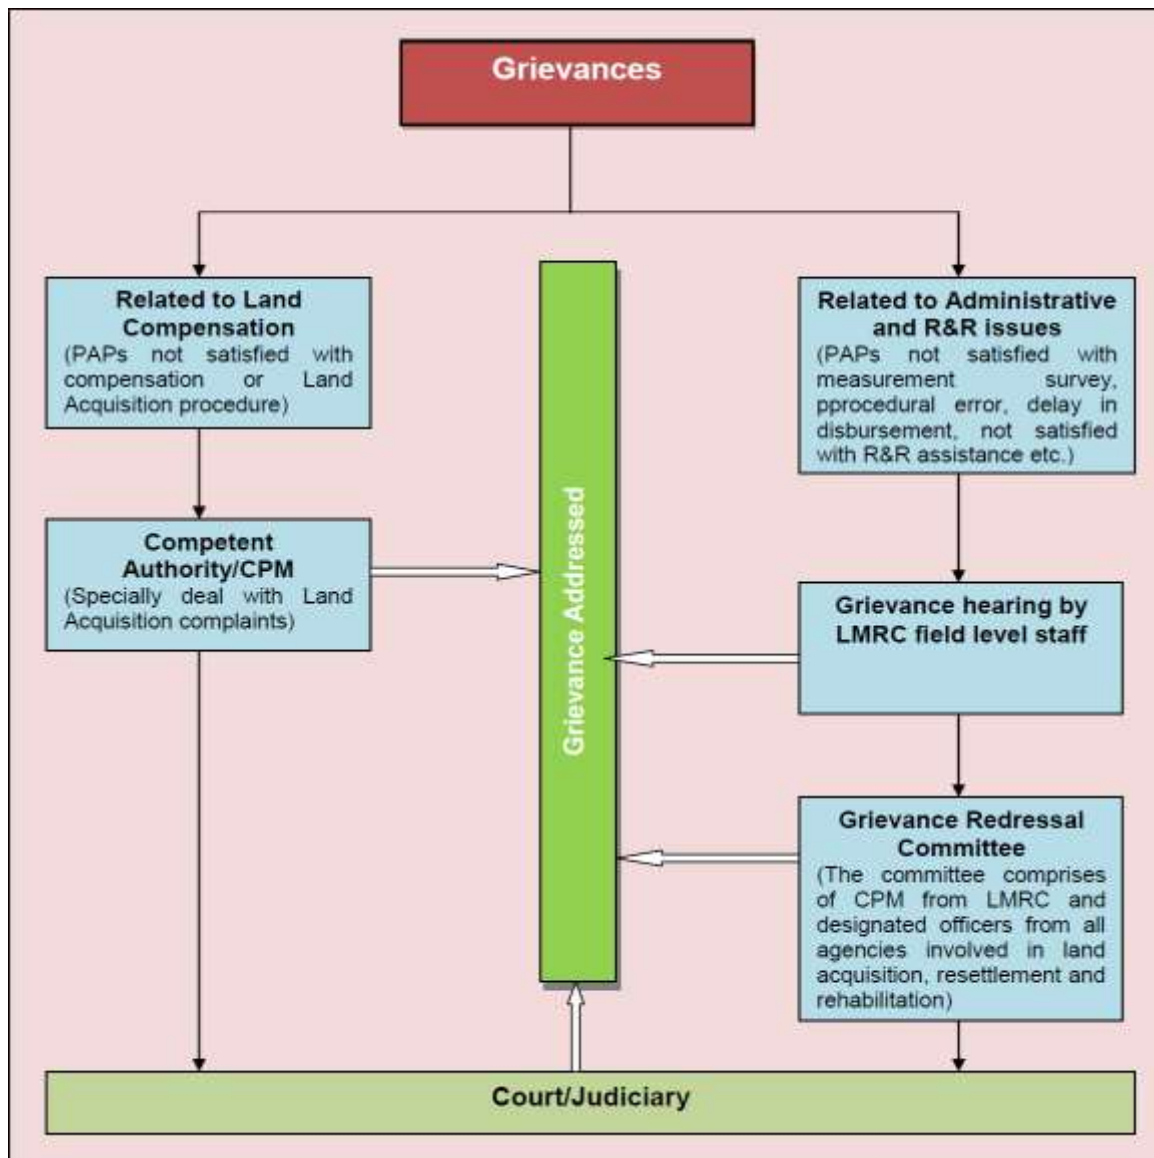 Grievances
Related to Land
Compensation
(PAPs not satisfied with
compensation or Land
Acquisition procedure)
Competent
Authority/CPM
(Specially deal with Land
Acquisition complaints)
Grievance Addressed
Related to Administrative
and R&R issues
(PAPs not satisfied with
measurement survey,
pprocedural error, delay in
disbursement, not satisfied
with R&R assistance etc.)
Grievance hearing by
LMRC field level staff
Grievance Redressal
Committee
(The committee comprises
of CPM from LMRC and
designated officers from all
agencies involved in land
acquisition, resettlement and
rehabilitation)
Court/Judiciary